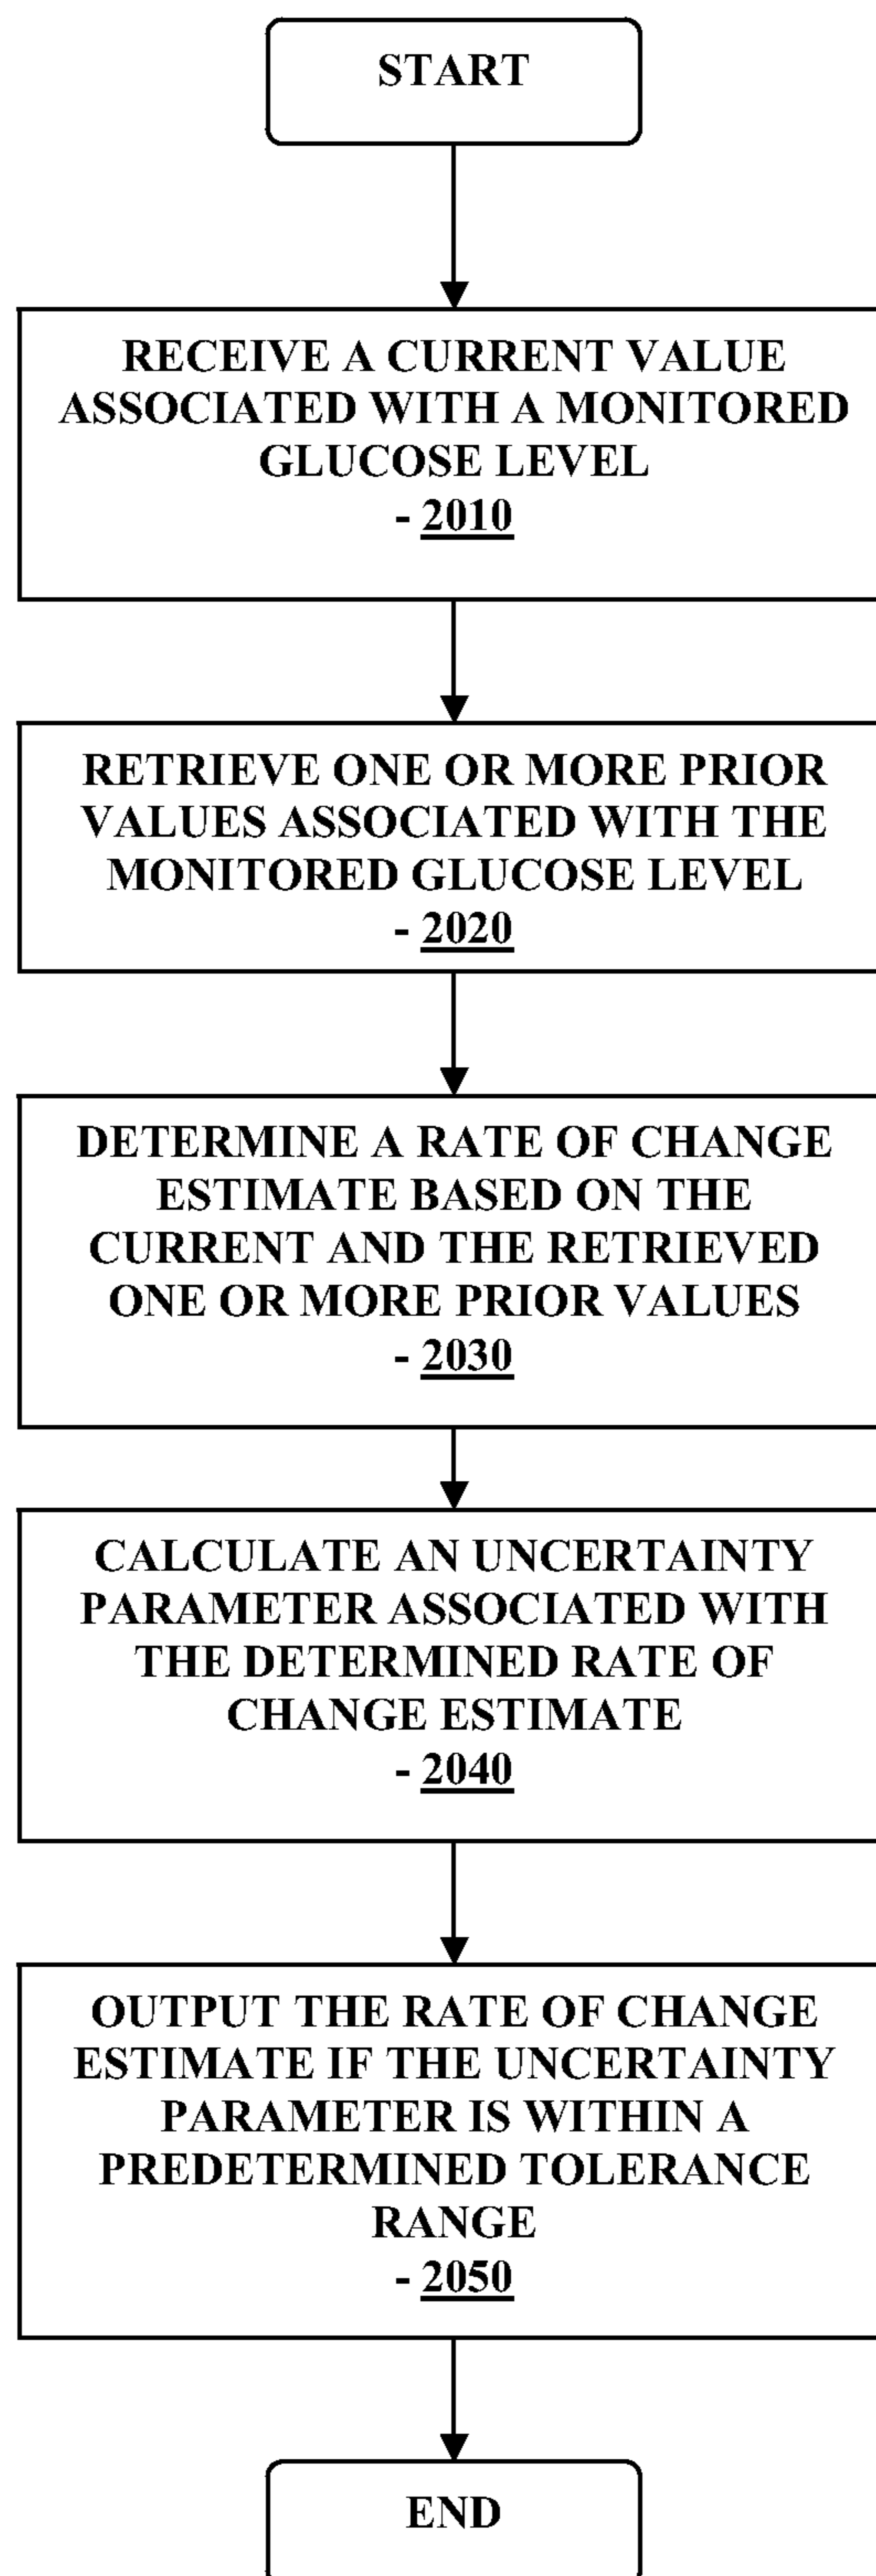 START
RECEIVE A CURRENT VALUE
ASSOCIATED WITH A MONITORED
GLUCOSE LEVEL
- 2010
RETRIEVE ONE OR MORE PRIOR
VALUES ASSOCIATED WITH THE
MONITORED GLUCOSE LEVEL
- 2020
DETERMINE A RATE OF CHANGE
ESTIMATE BASED ON THE
CURRENT AND THE RETRIEVED
ONE OR MORE PRIOR VALUES
- 2030
CALCULATE AN UNCERTAINTY
PARAMETER ASSOCIATED WITH
THE DETERMINED RATE OF
CHANGE ESTIMATE
- 2040
OUTPUT THE RATE OF CHANGE
ESTIMATE IF THE UNCERTAINTY
PARAMETER IS WITHIN A
PREDETERMINED TOLERANCE
RANGE
- 2050
END